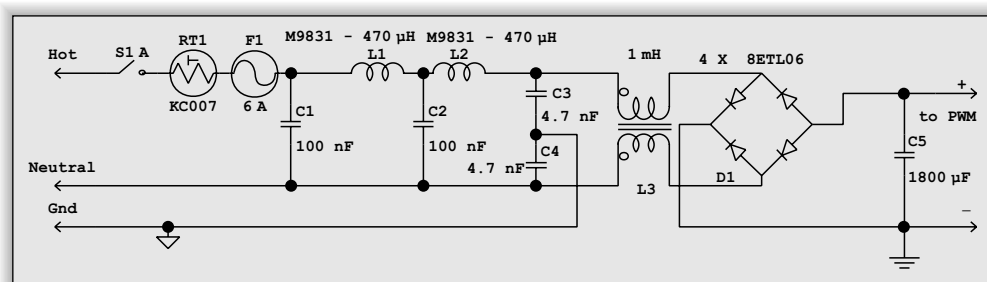 RT1
F1
M9831 - 470 µH
M9831 - 470 µH
Hot
S1 A
L1
L2
1 mH
4 X 8ETL06
KC007
6 A
C1
100 nF
C2
100 nF
C3
4.7 nF
C4
4.7 nF
+
to PWM
C5
1800 µF
Neutral
L3
D1
Gnd
−